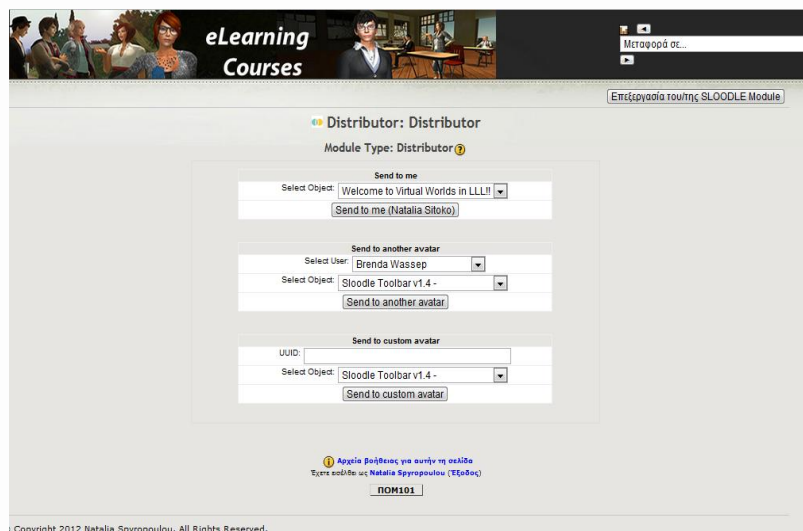 eLearning
Courses
Μεταφορά σε...
Επεξεργασία του/της SLOODLE Module
Distributor: Distributor
Module Type: Distributor
Send to me
Select Object: Welcome to Virtual Worlds in LLL!!
Send to me (Natalia Sitoko)
Send to another avatar
Select User: Brenda Wassep
Select Object: Sloodle Toolbar v1.4 -
Send to another avatar
Send to custom avatar
UUID:
Select Object: Sloodle Toolbar v1.4 -
Send to custom avatar
Αρχεία βοήθειας για αυτήν τη σελίδα
Έχετε εισέλθει ως Natalia Spyropoulou (Έξοδος)
ΠΟΜ101
Copyright 2012 Natalia Spyropoulou. All Rights Reserved.